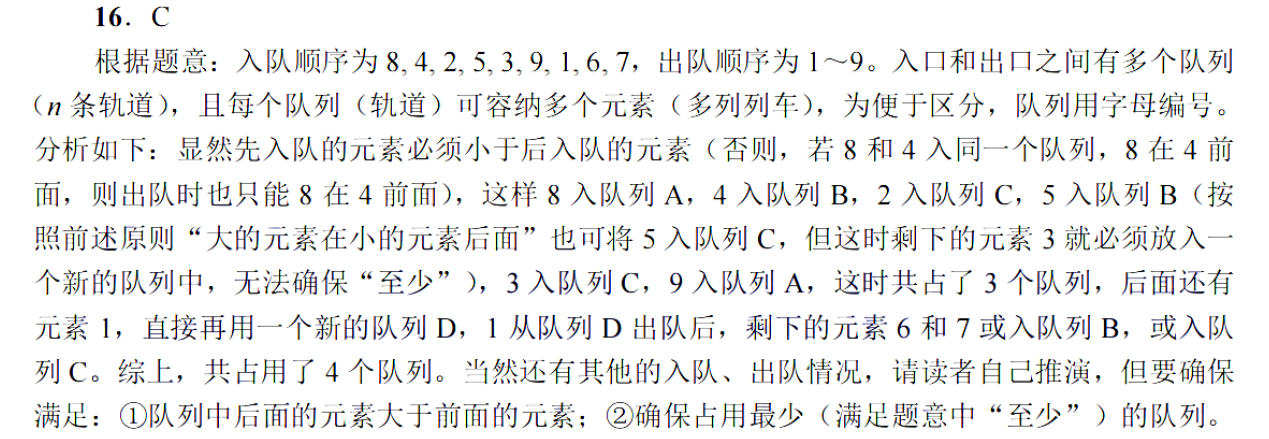 16．C
根据题意：入队顺序为 8, 4, 2, 5, 3, 9, 1, 6, 7，出队顺序为 1～9。入口和出口之间有多个队列
（n 条轨道），且每个队列（轨道）可容纳多个元素（多列列车），为便于区分，队列用字母编号。
分析如下：显然先入队的元素必须小于后入队的元素（否则，若 8 和 4 入同一个队列，8 在 4 前
面，则出队时也只能 8 在 4 前面），这样 8 入队列 A，4 入队列 B，2 入队列 C，5 入队列 B（按
照前述原则“大的元素在小的元素后面”也可将 5 入队列 C，但这时剩下的元素 3 就必须放入一
个新的队列中，无法确保“至少”），3 入队列 C，9 入队列 A，这时共占了 3 个队列，后面还有
元素 1，直接再用一个新的队列 D，1 从队列 D 出队后，剩下的元素 6 和 7 或入队列 B，或入队
列 C。综上，共占用了 4 个队列。当然还有其他的入队、出队情况，请读者自己推演，但要确保
满足：①队列中后面的元素大于前面的元素；②确保占用最少（满足题意中“至少”）的队列。